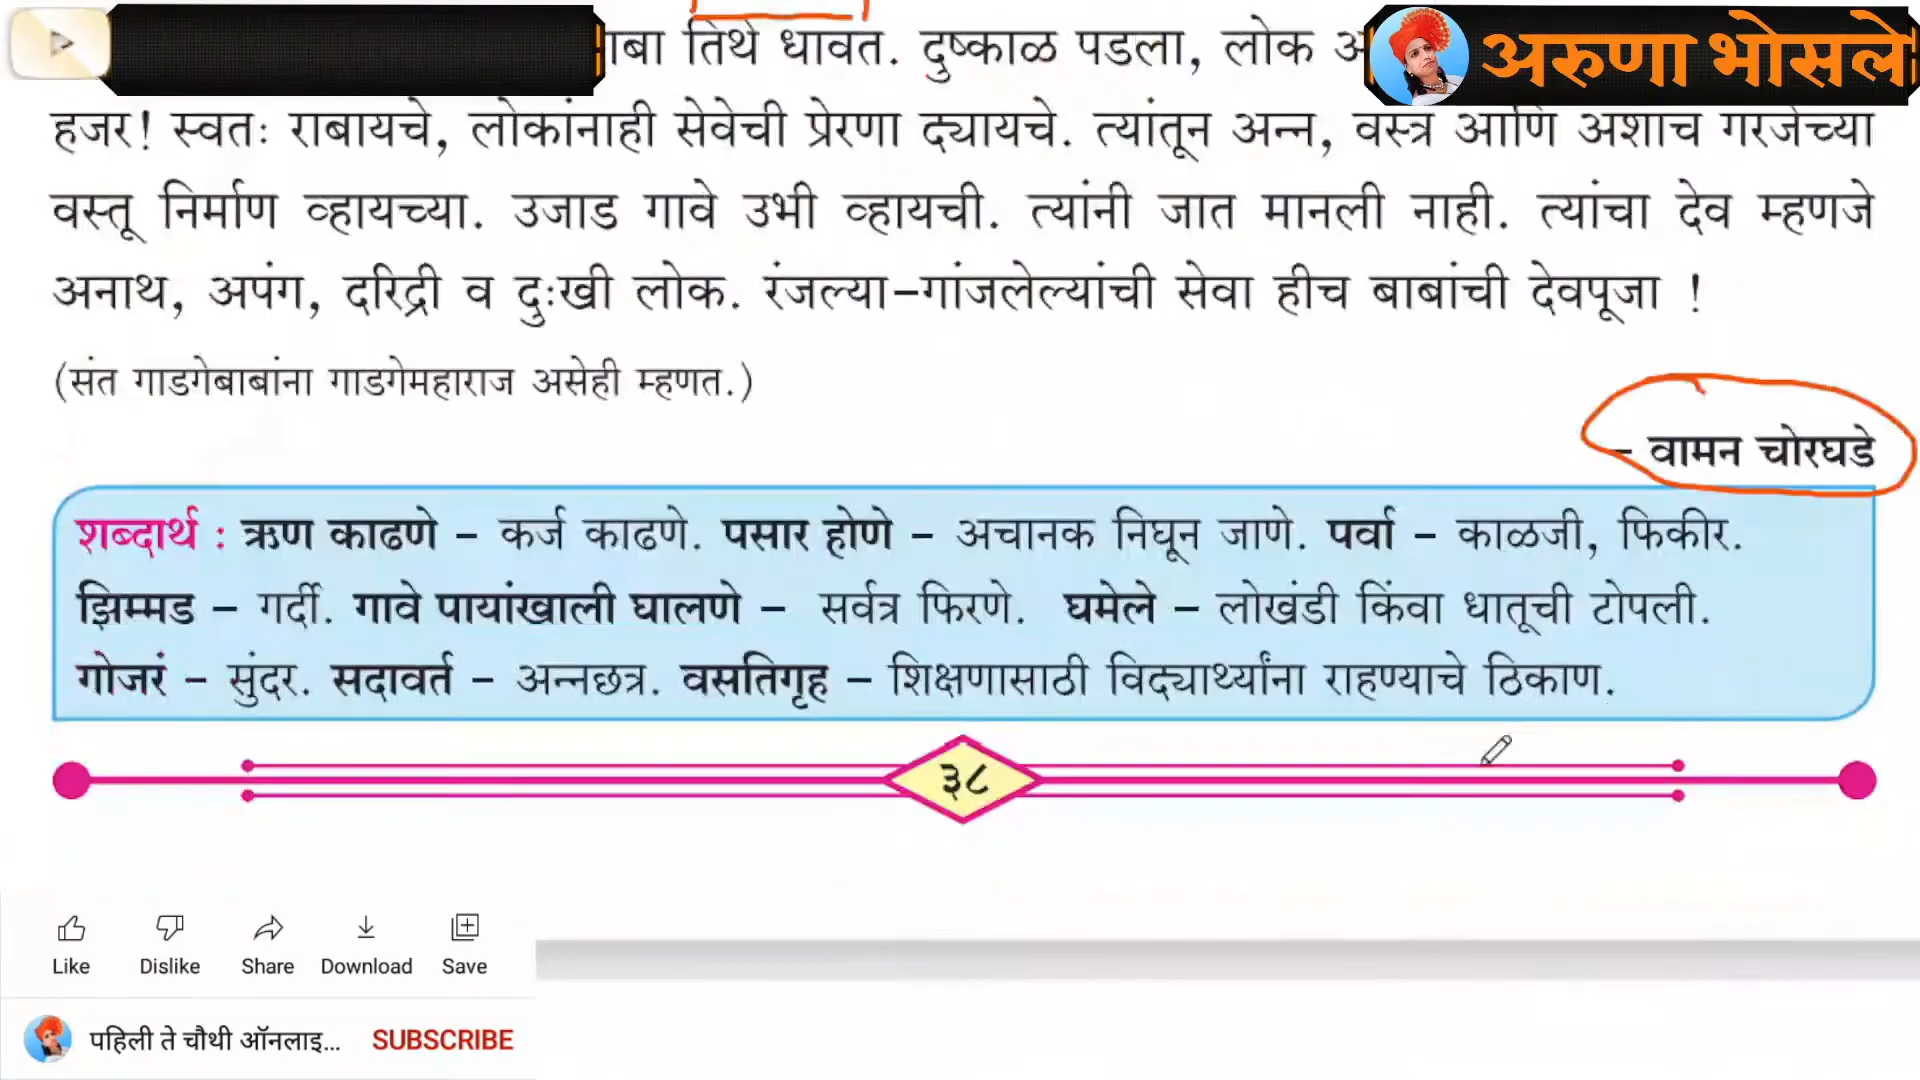 तिथे धावत. दुष्काळ पडला, लोक
अरुणा भोसले
हजर! स्वतः राबायचे, लोकांनाही सेवेची प्रेरणा द्यायचे. त्यांतून अन्न, वस्त्र आणि अशाच गरजेच्या
वस्तू निर्माण व्हायच्या. उजाड गावे उभी व्हायची. त्यांनी जात मानली नाही. त्यांचा देव म्हणजे
अनाथ, अपंग, दरिद्री व दुःखी लोक. रंजल्या-गांजलेल्यांची सेवा हीच बाबांची देवपूजा !
(संत गाडगेबाबांना गाडगेमहाराज असेही म्हणत.)
- वामन चोरघडे
शब्दार्थ : ऋण काढणे - कर्ज काढणे. पसार होणे - अचानक निघून जाणे. पर्वा - काळजी, फिकीर.
झिम्मड - गर्दी. गावे पायांखाली घालणे - सर्वत्र फिरणे. घमेले - लोखंडी किंवा धातूची टोपली.
गोजरं - सुंदर. सदावर्त - अन्नछत्र. वसतिगृह - शिक्षणासाठी विद्यार्थ्यांना राहण्याचे ठिकाण.
३८
Like Dislike Share Download Save
पहिली ते चौथी ऑनलाइ... SUBSCRIBE